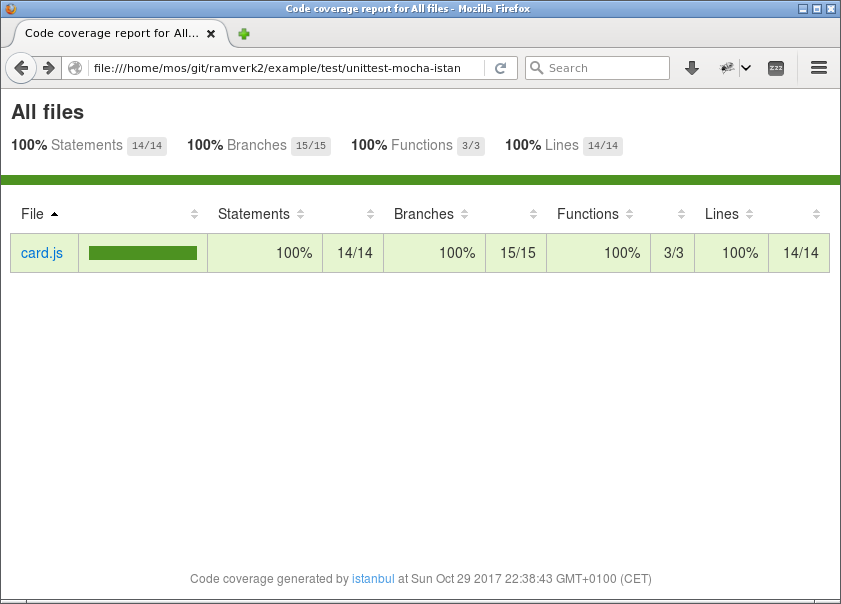 Code coverage report for All files - Mozilla Firefox
Code coverage report for All...
file:///home/mos/git/ramverk2/example/test/unittest-mocha-istan
Search
zzz
All files
100% Statements 14/14 100% Branches 15/15 100% Functions 3/3 100% Lines 14/14
File Statements Branches Functions Lines
card.js 100% 14/14 100% 15/15 100% 3/3 100% 14/14
Code coverage generated by istanbul at Sun Oct 29 2017 22:38:43 GMT+0100 (CET)